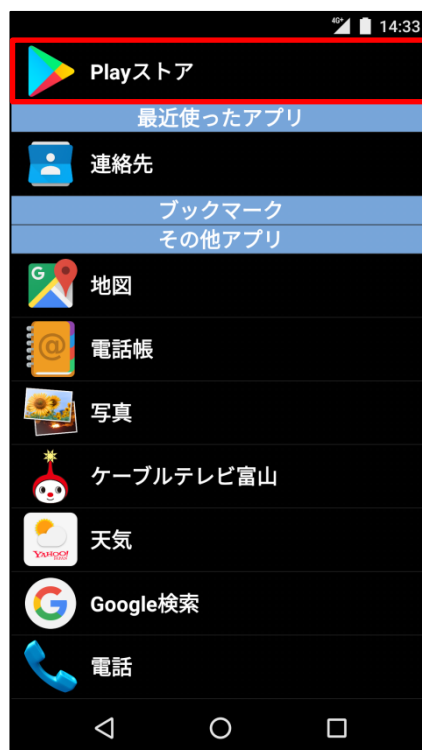 4G+ 14:33
Playストア
最近使ったアプリ
連絡先
ブックマーク
その他アプリ
G
地図
@
電話帳
写真
ケーブルテレビ富山
YAHOO!
JAPAN
天気
G
Google検索
電話